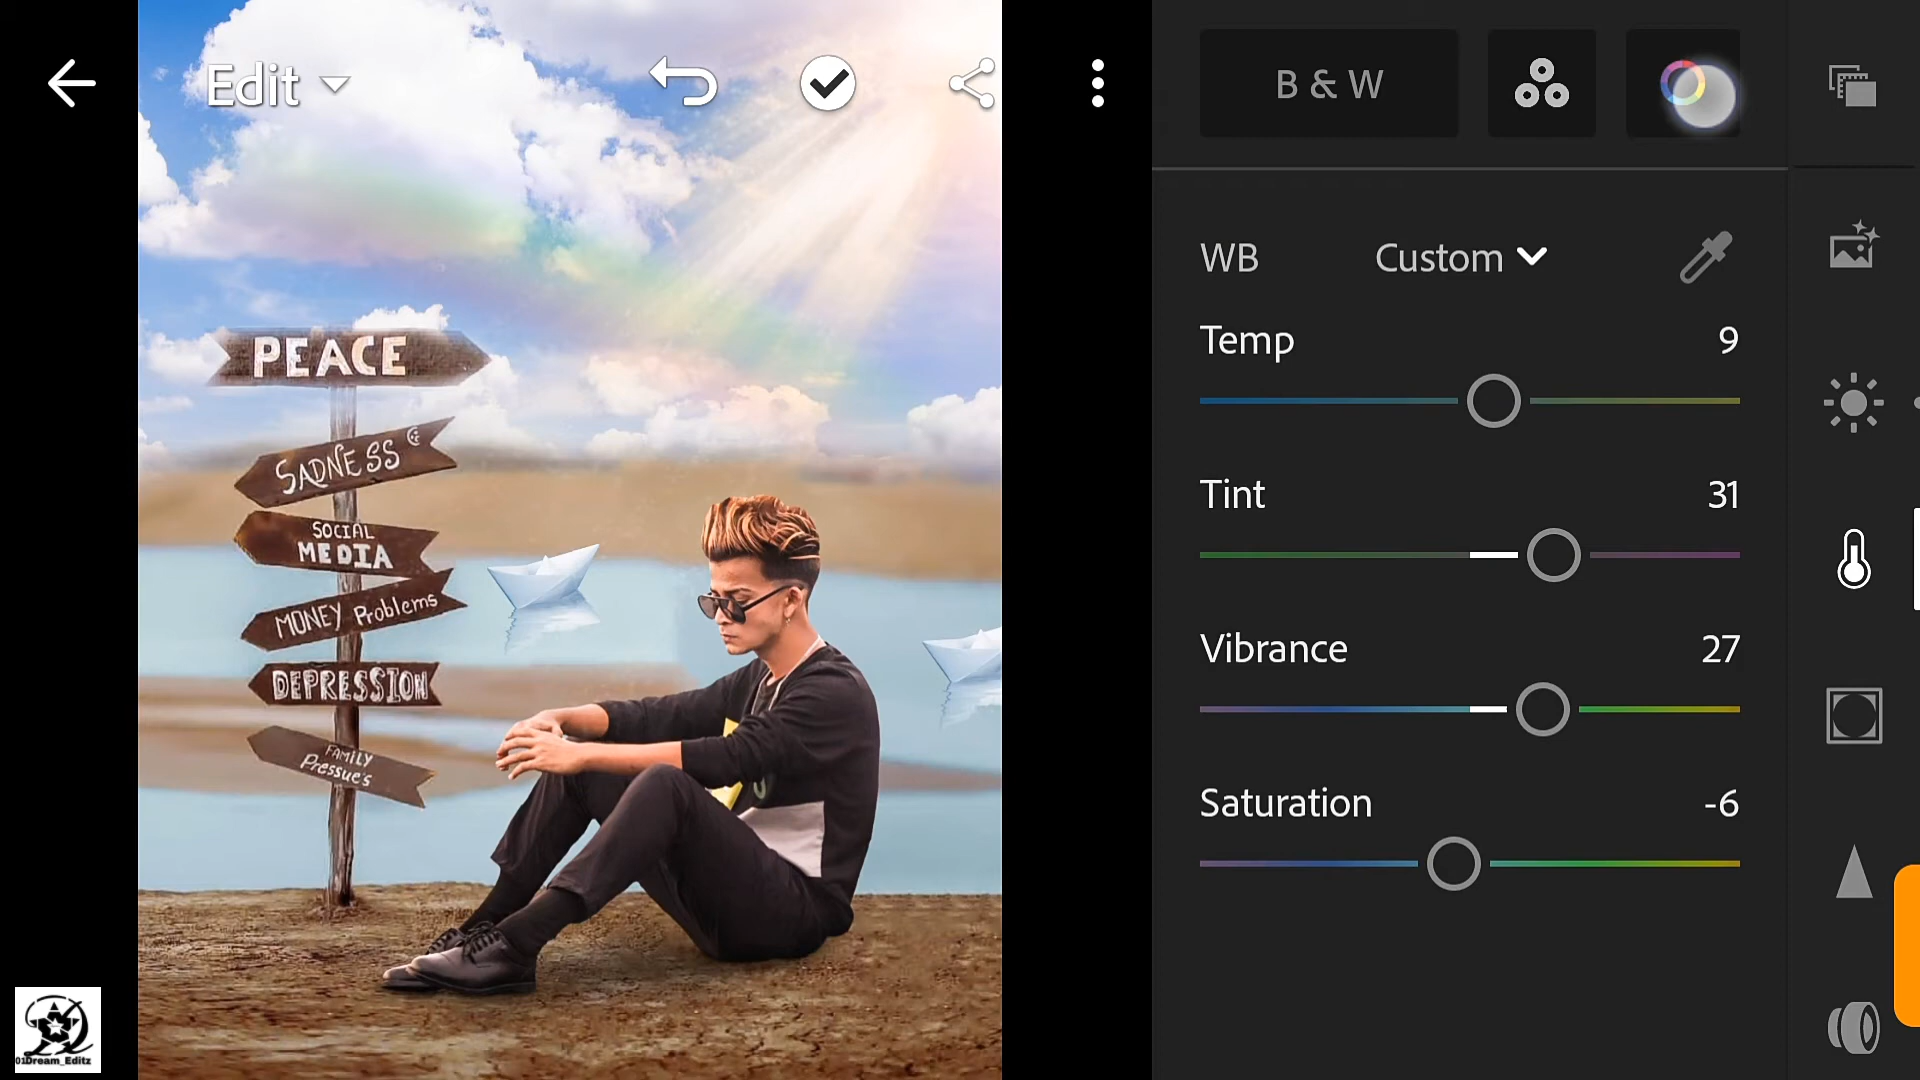 Edit
B & W
WB Custom
Temp 9
Tint 31
Vibrance 27
Saturation -6
PEACE
SADNESS
SOCIAL
MEDIA
MONEY Problems
DEPRESSION
FAMILY
Pressue's
01Dream_Editz